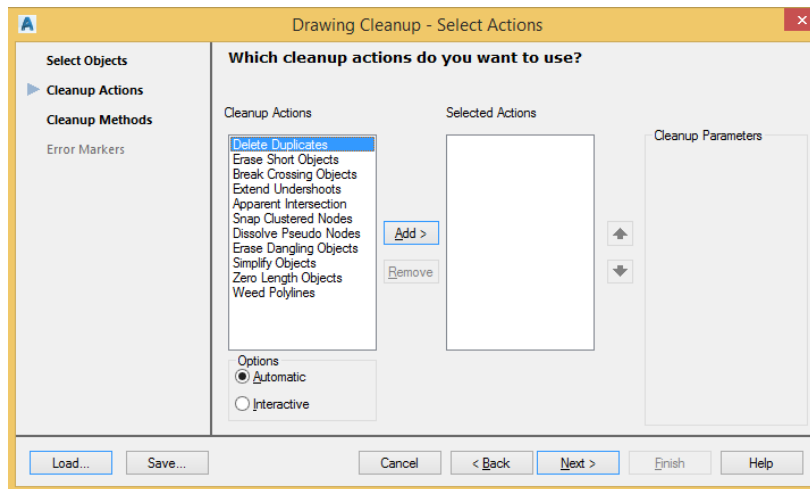 Drawing Cleanup - Select Actions
Select Objects
Cleanup Actions
Cleanup Methods
Error Markers
Which cleanup actions do you want to use?
Cleanup Actions
Delete Duplicates
Erase Short Objects
Break Crossing Objects
Extend Undershoots
Apparent Intersection
Snap Clustered Nodes
Dissolve Pseudo Nodes
Erase Dangling Objects
Simplify Objects
Zero Length Objects
Weed Polylines
Options
Automatic
Interactive
Add >
Remove
Selected Actions
Cleanup Parameters
Load...
Save...
Cancel
< Back
Next >
Finish
Help